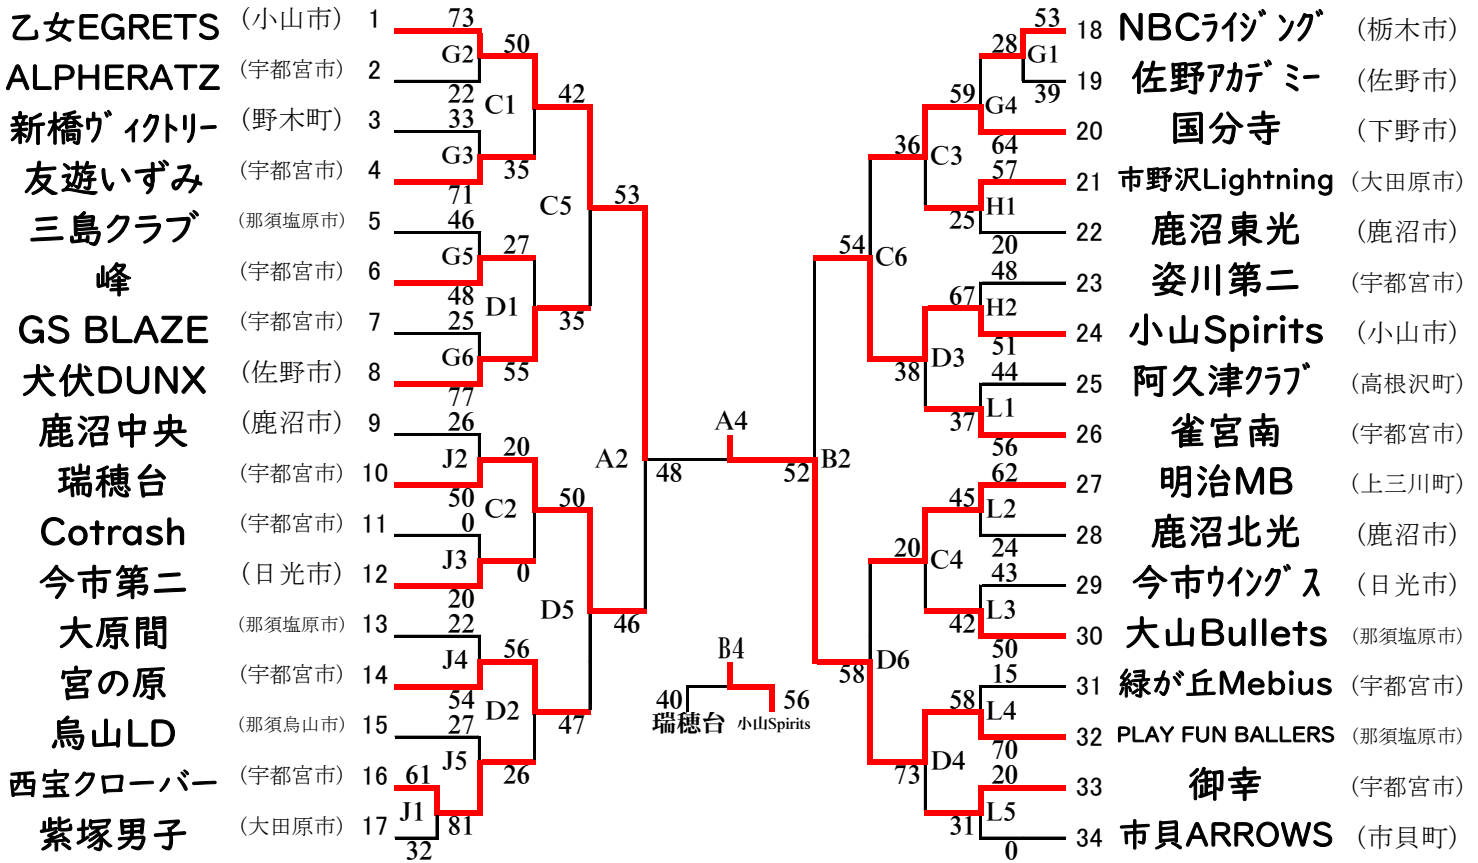 乙女EGRETS (小山市) 1
ALPHERATZ (宇都宮市) 2
新橋ヴィクトリー (野木町) 3
友遊いずみ (宇都宮市) 4
三島クラブ (那須塩原市) 5
峰 (宇都宮市) 6
GS BLAZE (宇都宮市) 7
犬伏DUNX (佐野市) 8
鹿沼中央 (鹿沼市) 9
瑞穂台 (宇都宮市) 10
Cotrash (宇都宮市) 11
今市第二 (日光市) 12
大原間 (那須塩原市) 13
宮の原 (宇都宮市) 14
烏山LD (那須烏山市) 15
西宝クローバー (宇都宮市) 16
紫塚男子 (大田原市) 17
73
G2
22
33
G3
71
46
G5
48
25
G6
77
26
J2
50
0
J3
20
22
J4
54
27
J5
81
61
J1
32
50
C1
35
27
D1
55
20
C2
0
56
D2
26
42
C5
35
50
D5
47
53
A2
46
48
A4
52
B4
40
56
瑞穂台
小山Spirits
54
B2
58
36
C6
38
20
D6
73
59
C3
25
67
D3
37
45
C4
42
58
D4
31
28
G4
64
53
G1
39
57
H1
20
48
H2
51
44
L1
56
62
L2
24
43
L3
50
15
L4
70
20
L5
0
18 NBCﾗｲｼﾞﾝｸﾞ (栃木市)
19 佐野ｱｶﾃﾞﾐｰ (佐野市)
20 国分寺 (下野市)
21 市野沢Lightning (大田原市)
22 鹿沼東光 (鹿沼市)
23 姿川第二 (宇都宮市)
24 小山Spirits (小山市)
25 阿久津ｸﾗﾌﾞ (高根沢町)
26 雀宮南 (宇都宮市)
27 明治MB (上三川町)
28 鹿沼北光 (鹿沼市)
29 今市ｳｲﾝｸﾞｽ (日光市)
30 大山Bullets (那須塩原市)
31 緑が丘Mebius (宇都宮市)
32 PLAY FUN BALLERS (那須塩原市)
33 御幸 (宇都宮市)
34 市貝ARROWS (市貝町)